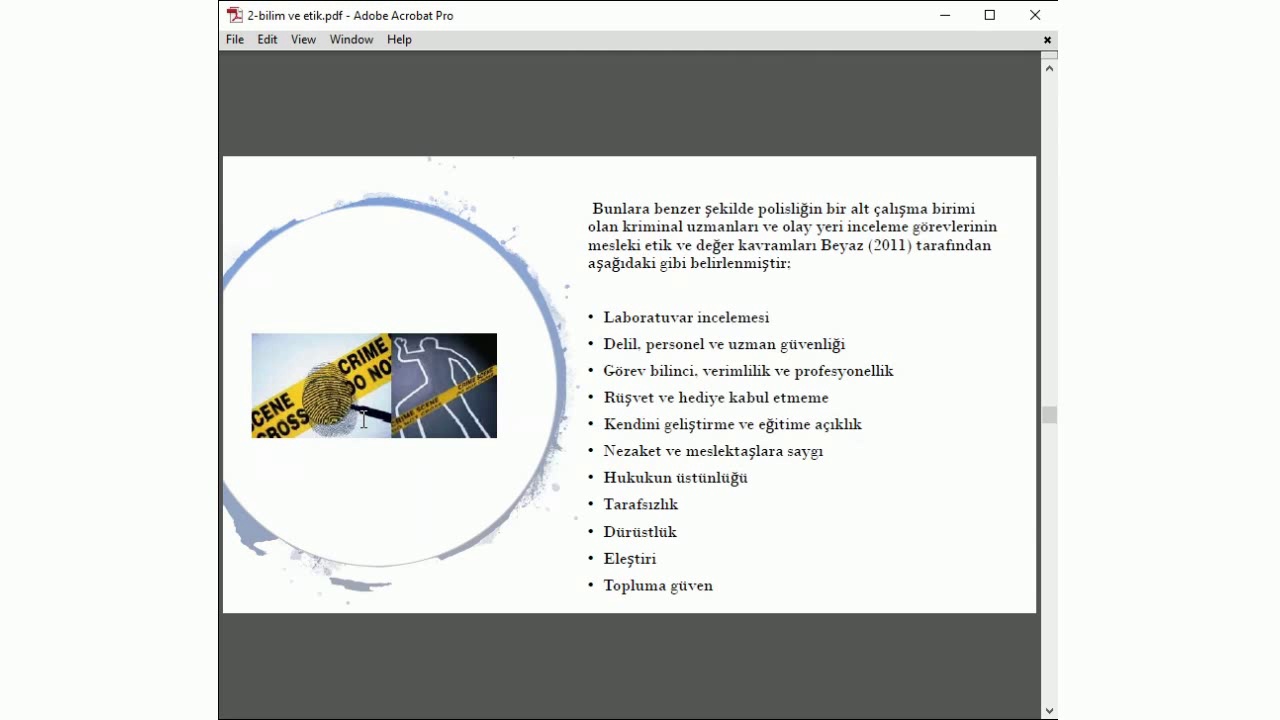 2-bilim ve etik.pdf - Adobe Acrobat Pro
File Edit View Window Help
Bunlara benzer şekilde polisliğin bir alt çalışma birimi
olan kriminal uzmanları ve olay yeri inceleme görevlerinin
mesleki etik ve değer kavramları Beyaz (2011) tarafından
aşağıdaki gibi belirlenmiştir:
• Laboratuvar incelemesi
• Delil, personel ve uzman güvenliği
• Görev bilinci, verimlilik ve profesyonellik
• Rüşvet ve hediye kabul etmeme
• Kendini geliştirme ve eğitime açıklık
• Nezaket ve meslektaşlara saygı
• Hukukun üstünlüğü
• Tarafsızlık
• Dürüstlük
• Eleştiri
• Topluma güven
CRIME
DO NO
CENE
CROSS
CRIME SCENE